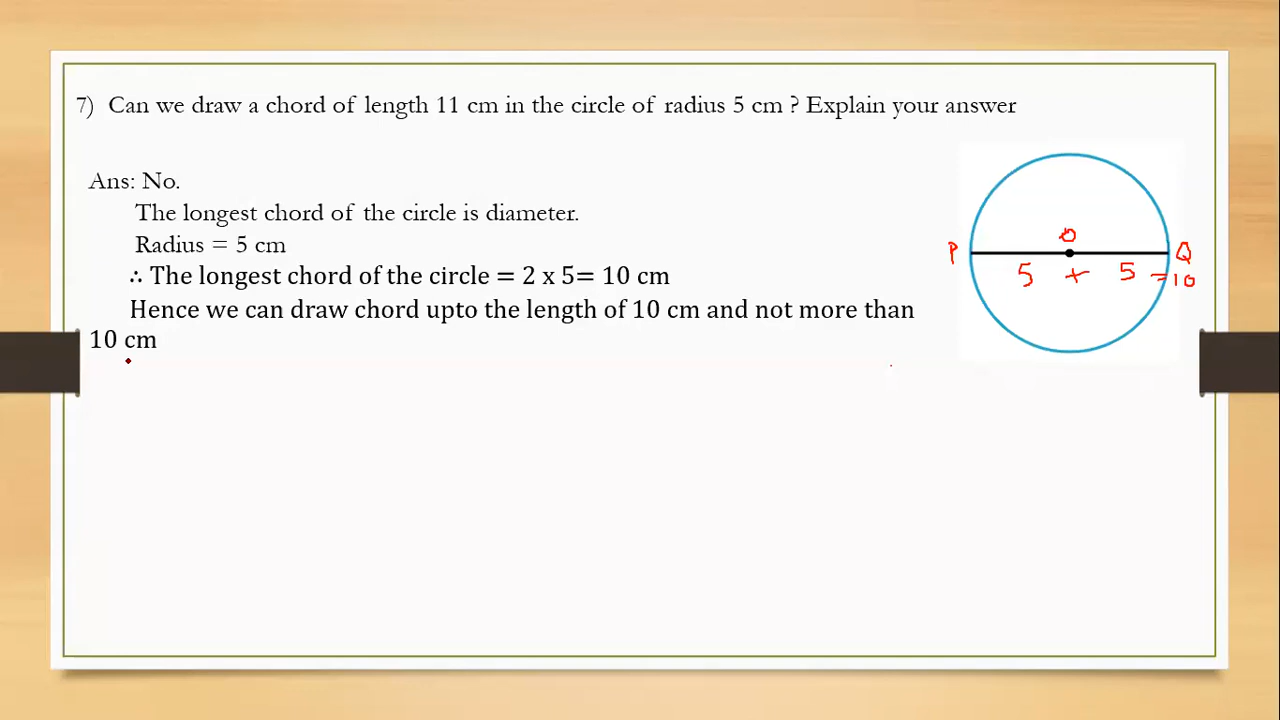 7) Can we draw a chord of length 11 cm in the circle of radius 5 cm ? Explain your answer
Ans: No.
The longest chord of the circle is diameter.
Radius = 5 cm
∴ The longest chord of the circle = 2 x 5= 10 cm
Hence we can draw chord upto the length of 10 cm and not more than
10 cm
O
P Q
5 + 5 =10